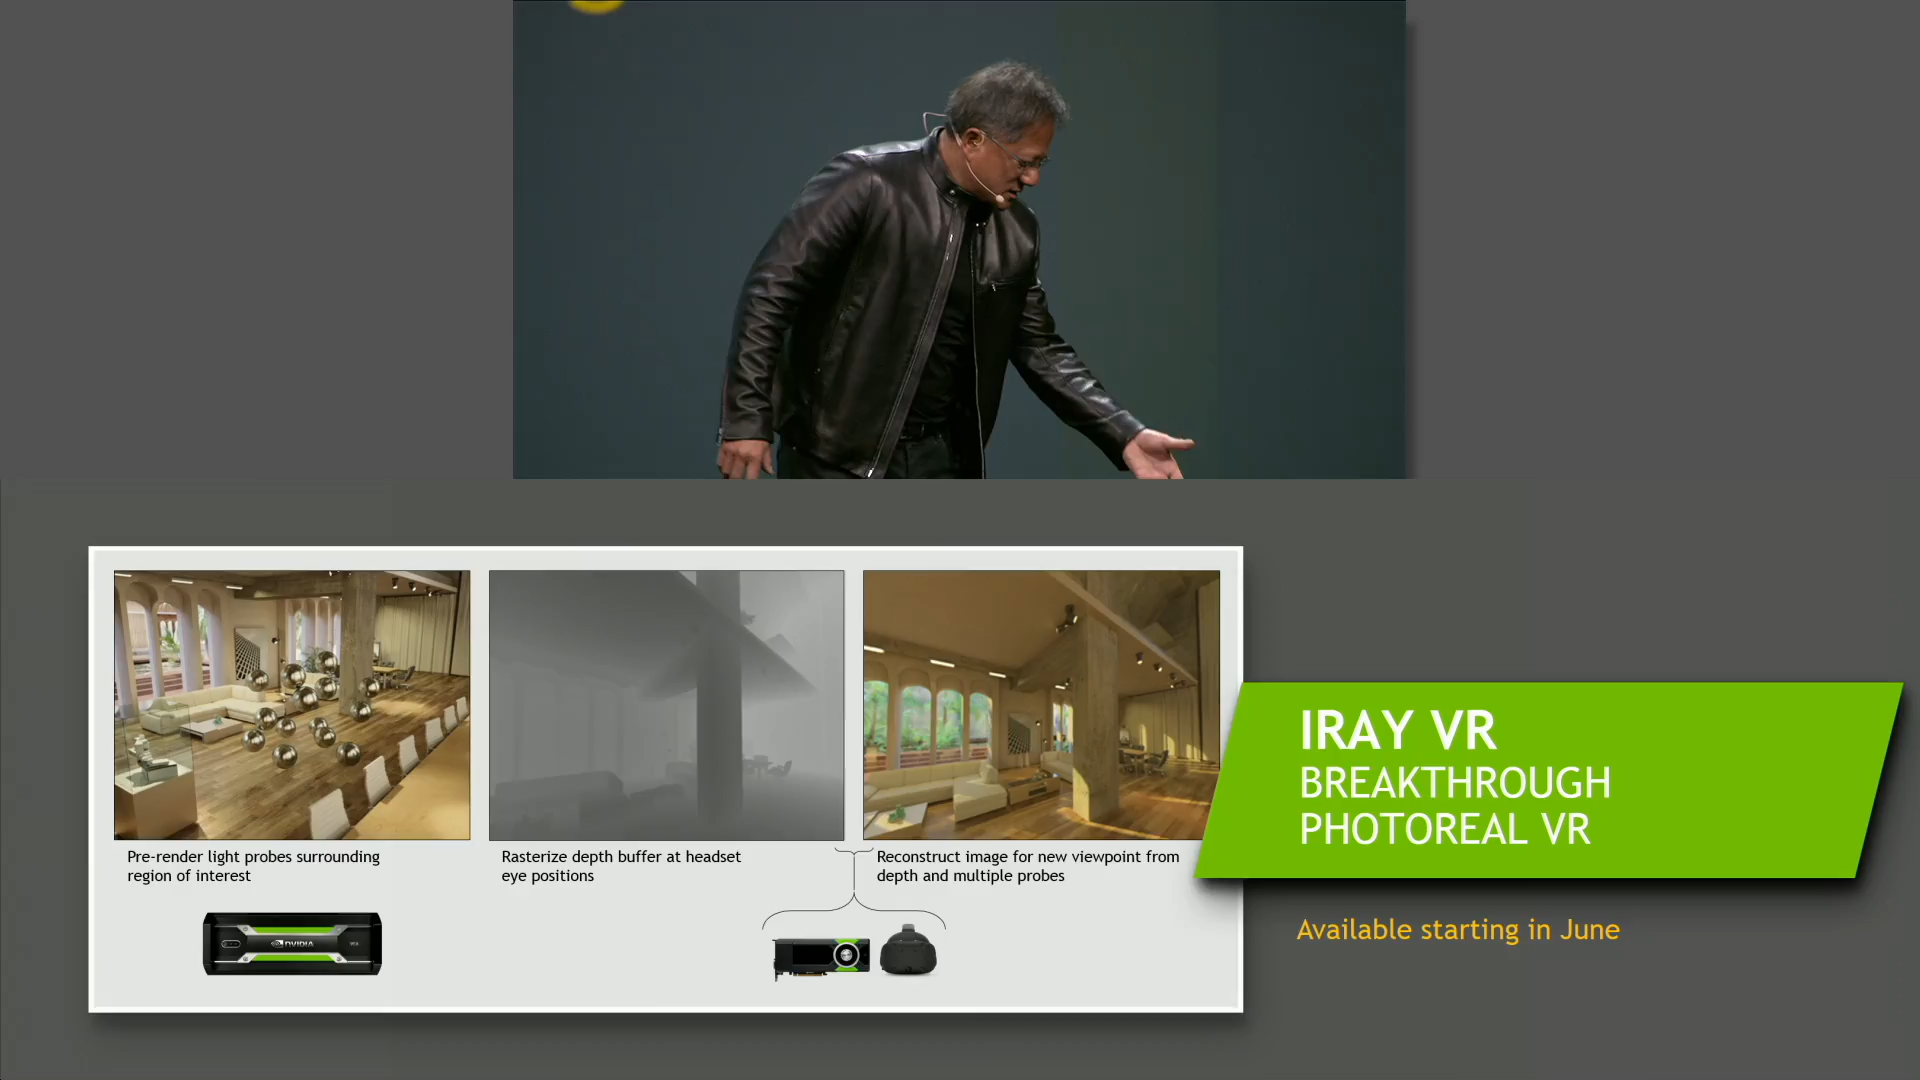 Pre-render light probes surrounding
region of interest
Rasterize depth buffer at headset
eye positions
Reconstruct image for new viewpoint from
depth and multiple probes
NVIDIA
IRAY VR
BREAKTHROUGH
PHOTOREAL VR
Available starting in June